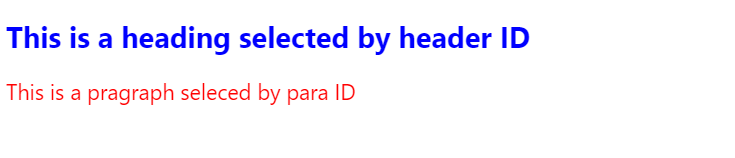 This is a heading selected by header ID
This is a pragraph seleced by para ID